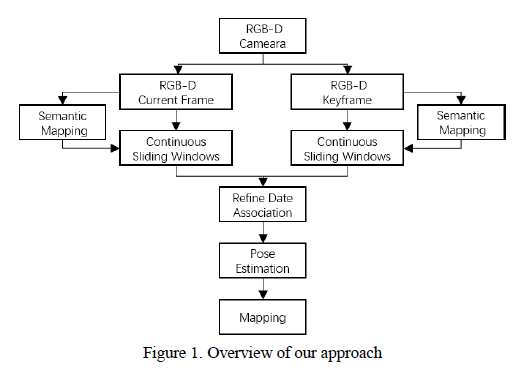 RGB-D
Cameara
RGB-D
Current Frame
RGB-D
Keyframe
Semantic
Mapping
Semantic
Mapping
Continuous
Sliding Windows
Continuous
Sliding Windows
Refine Date
Association
Pose
Estimation
Mapping
Figure 1. Overview of our approach